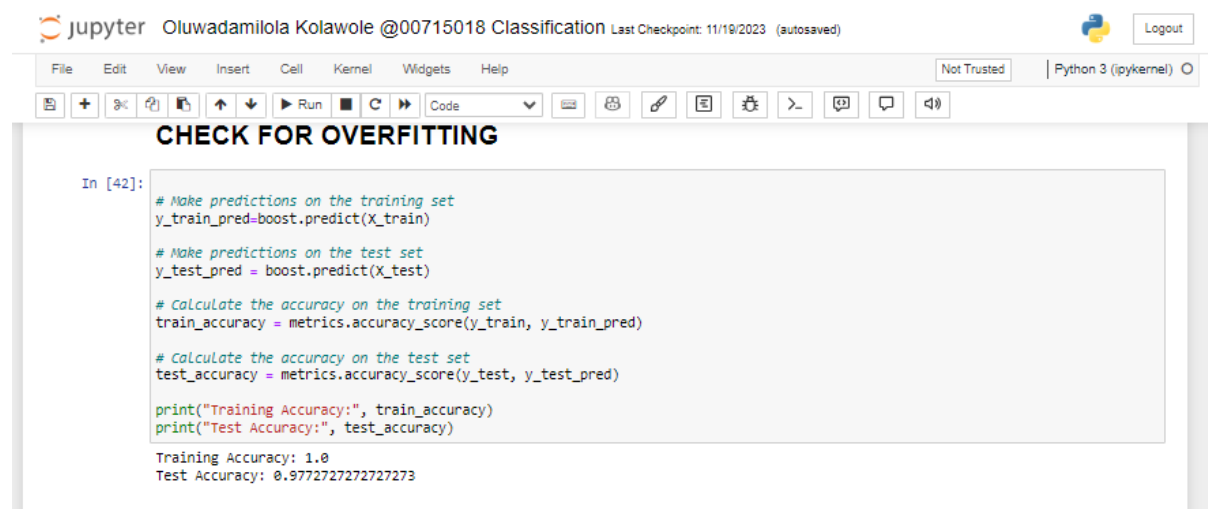 jupyter Oluwadamilola Kolawole @00715018 Classification Last Checkpoint: 11/19/2023 (autosaved)
Logout
File Edit View Insert Cell Kernel Widgets Help
Not Trusted
Python 3 (ipykernel)
Run
Code
CHECK FOR OVERFITTING
In [42]:
# Make predictions on the training set
y_train_pred=boost.predict(X_train)
# Make predictions on the test set
y_test_pred = boost.predict(X_test)
# Calculate the accuracy on the training set
train_accuracy = metrics.accuracy_score(y_train, y_train_pred)
# Calculate the accuracy on the test set
test_accuracy = metrics.accuracy_score(y_test, y_test_pred)
print("Training Accuracy:", train_accuracy)
print("Test Accuracy:", test_accuracy)
Training Accuracy: 1.0
Test Accuracy: 0.9772727272727273